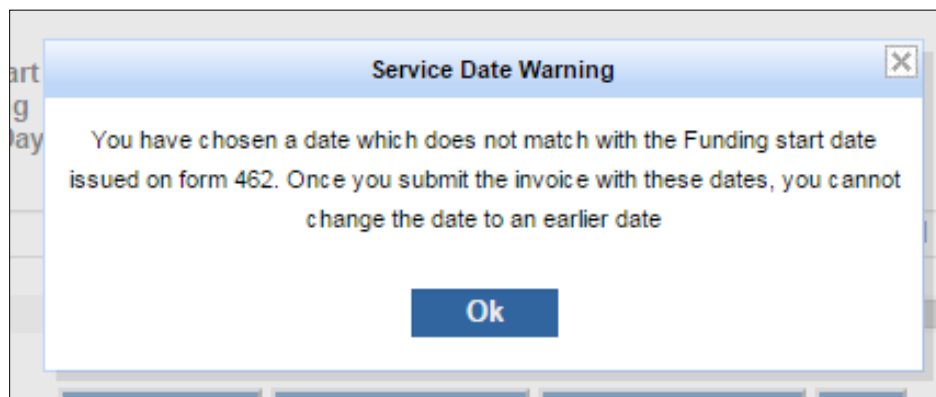 Service Date Warning
art
g
Day
You have chosen a date which does not match with the Funding start date
issued on form 462. Once you submit the invoice with these dates, you cannot
change the date to an earlier date
Ok